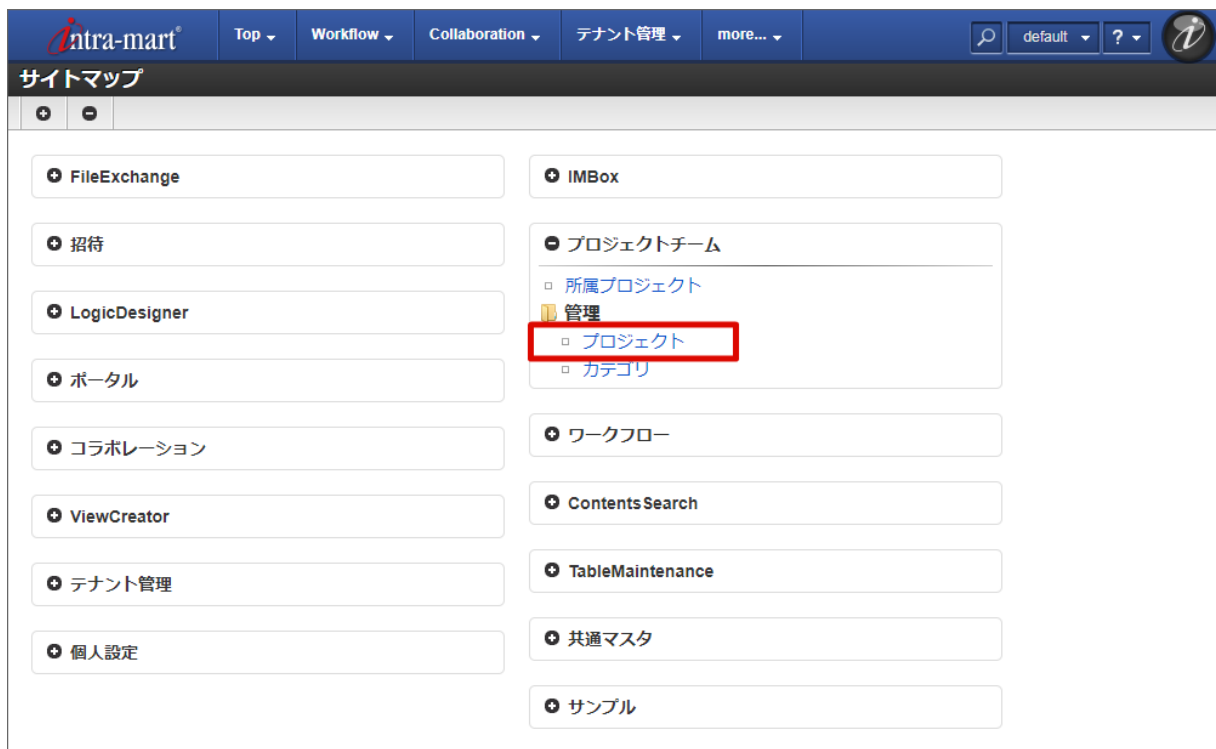 intra-mart® Top Workflow Collaboration テナント管理 more... default ?
サイトマップ
FileExchange
招待
LogicDesigner
ポータル
コラボレーション
ViewCreator
テナント管理
個人設定
IMBox
プロジェクトチーム
所属プロジェクト
管理
プロジェクト
カテゴリ
ワークフロー
ContentsSearch
TableMaintenance
共通マスタ
サンプル